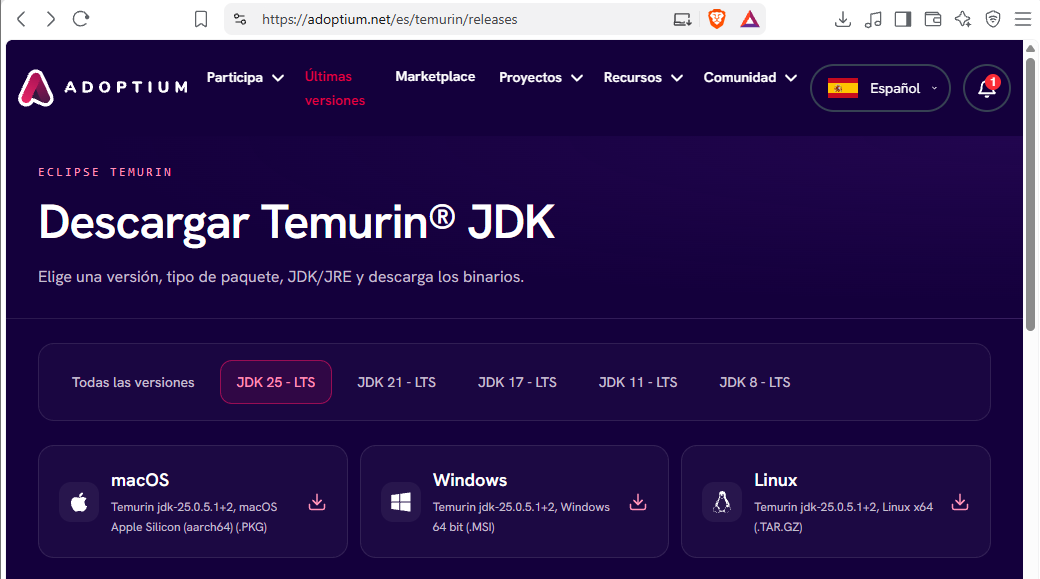 https://adoptium.net/es/temurin/releases
ADOPTIUM
Participa
Últimas
versiones
Marketplace
Proyectos
Recursos
Comunidad
Español
1
ECLIPSE TEMURIN
Descargar Temurin® JDK
Elige una versión, tipo de paquete, JDK/JRE y descarga los binarios.
Todas las versiones
JDK 25 - LTS
JDK 21 - LTS
JDK 17 - LTS
JDK 11 - LTS
JDK 8 - LTS
macOS
Temurin jdk-25.0.5.1+2, macOS
Apple Silicon (aarch64) (.PKG)
Windows
Temurin jdk-25.0.5.1+2, Windows
64 bit (.MSI)
Linux
Temurin jdk-25.0.5.1+2, Linux x64
(.TAR.GZ)